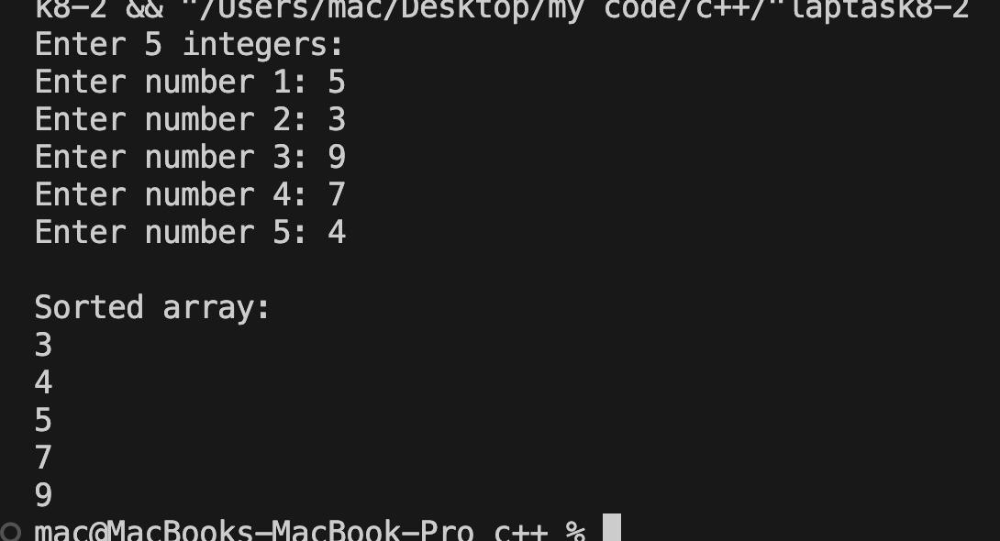 k8-2 && "/Users/mac/Desktop/my code/c++/"laptask8-2
Enter 5 integers:
Enter number 1: 5
Enter number 2: 3
Enter number 3: 9
Enter number 4: 7
Enter number 5: 4
Sorted array:
3
4
5
7
9
mac@MacBooks-MacBook-Pro c++ %